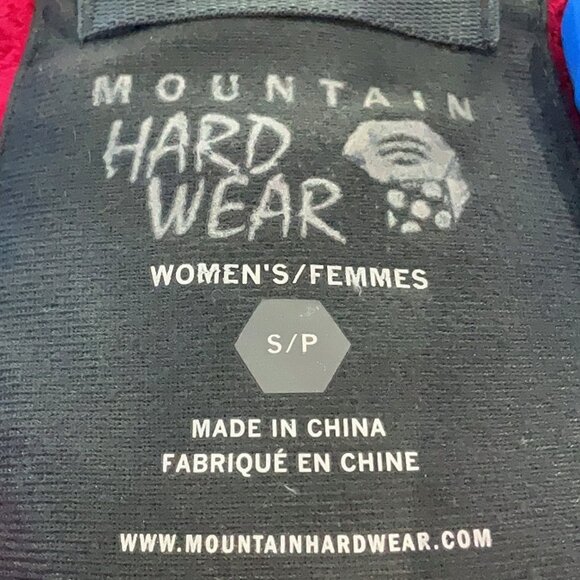 MOUNTAIN
HARD
WEAR
WOMEN'S/FEMMES
S/P
MADE IN CHINA
FABRIQUÉ EN CHINE
WWW.MOUNTAINHARDWEAR.COM